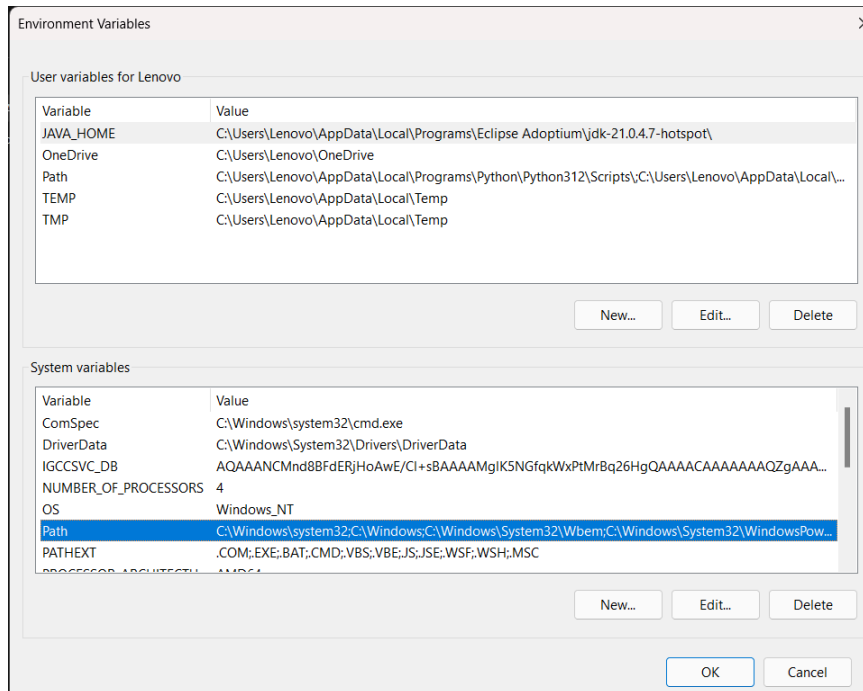 Environment Variables
User variables for Lenovo
Variable Value
JAVA_HOME C:\Users\Lenovo\AppData\Local\Programs\Eclipse Adoptium\jdk-21.0.4.7-hotspot\
OneDrive C:\Users\Lenovo\OneDrive
Path C:\Users\Lenovo\AppData\Local\Programs\Python\Python312\Scripts\;C:\Users\Lenovo\AppData\Local\...
TEMP C:\Users\Lenovo\AppData\Local\Temp
TMP C:\Users\Lenovo\AppData\Local\Temp
New... Edit... Delete
System variables
Variable Value
ComSpec C:\Windows\system32\cmd.exe
DriverData C:\Windows\System32\Drivers\DriverData
IGCCSVC_DB AQAAANCMnd8BFdERjHoAwE/Cl+sBAAAAMgIK5NGfqkWxPtMrBq26HgQAAAACAAAAAAAQZgAAA...
NUMBER_OF_PROCESSORS 4
OS Windows_NT
Path C:\Windows\system32;C:\Windows;C:\Windows\System32\Wbem;C:\Windows\System32\WindowsPow...
PATHEXT .COM;.EXE;.BAT;.CMD;.VBS;.VBE;.JS;.JSE;.WSF;.WSH;.MSC
New... Edit... Delete
OK Cancel